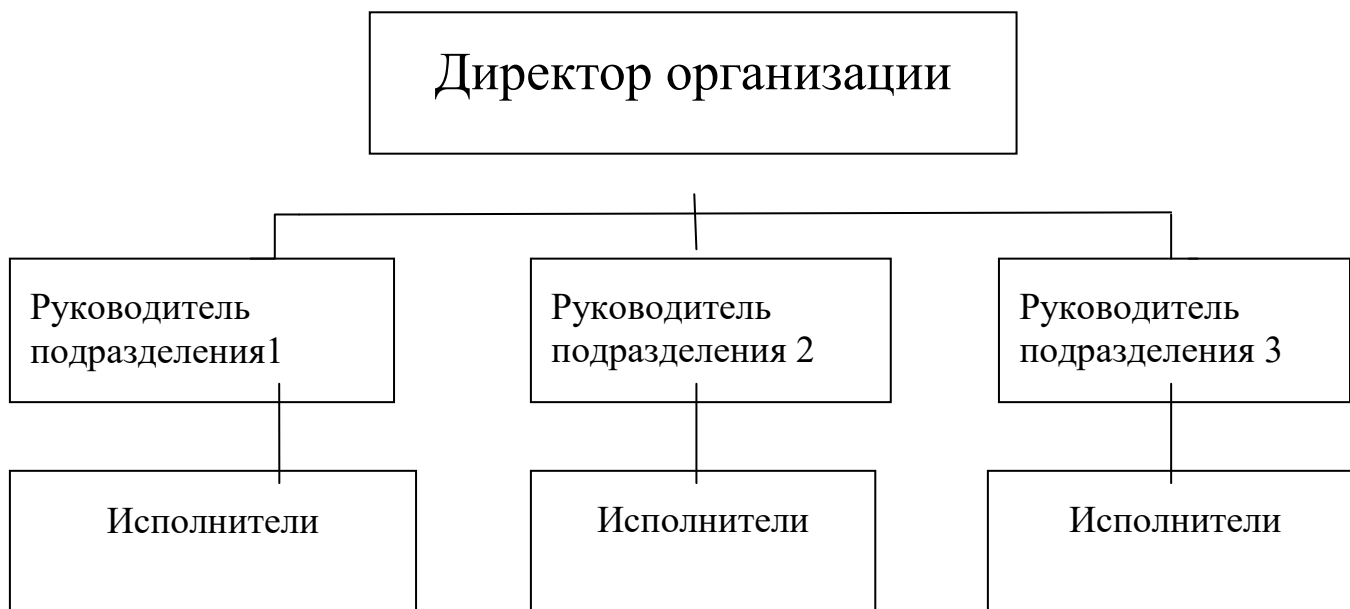 Директор организации
Руководитель
подразделения1
Руководитель
подразделения 2
Руководитель
подразделения 3
Исполнители
Исполнители
Исполнители